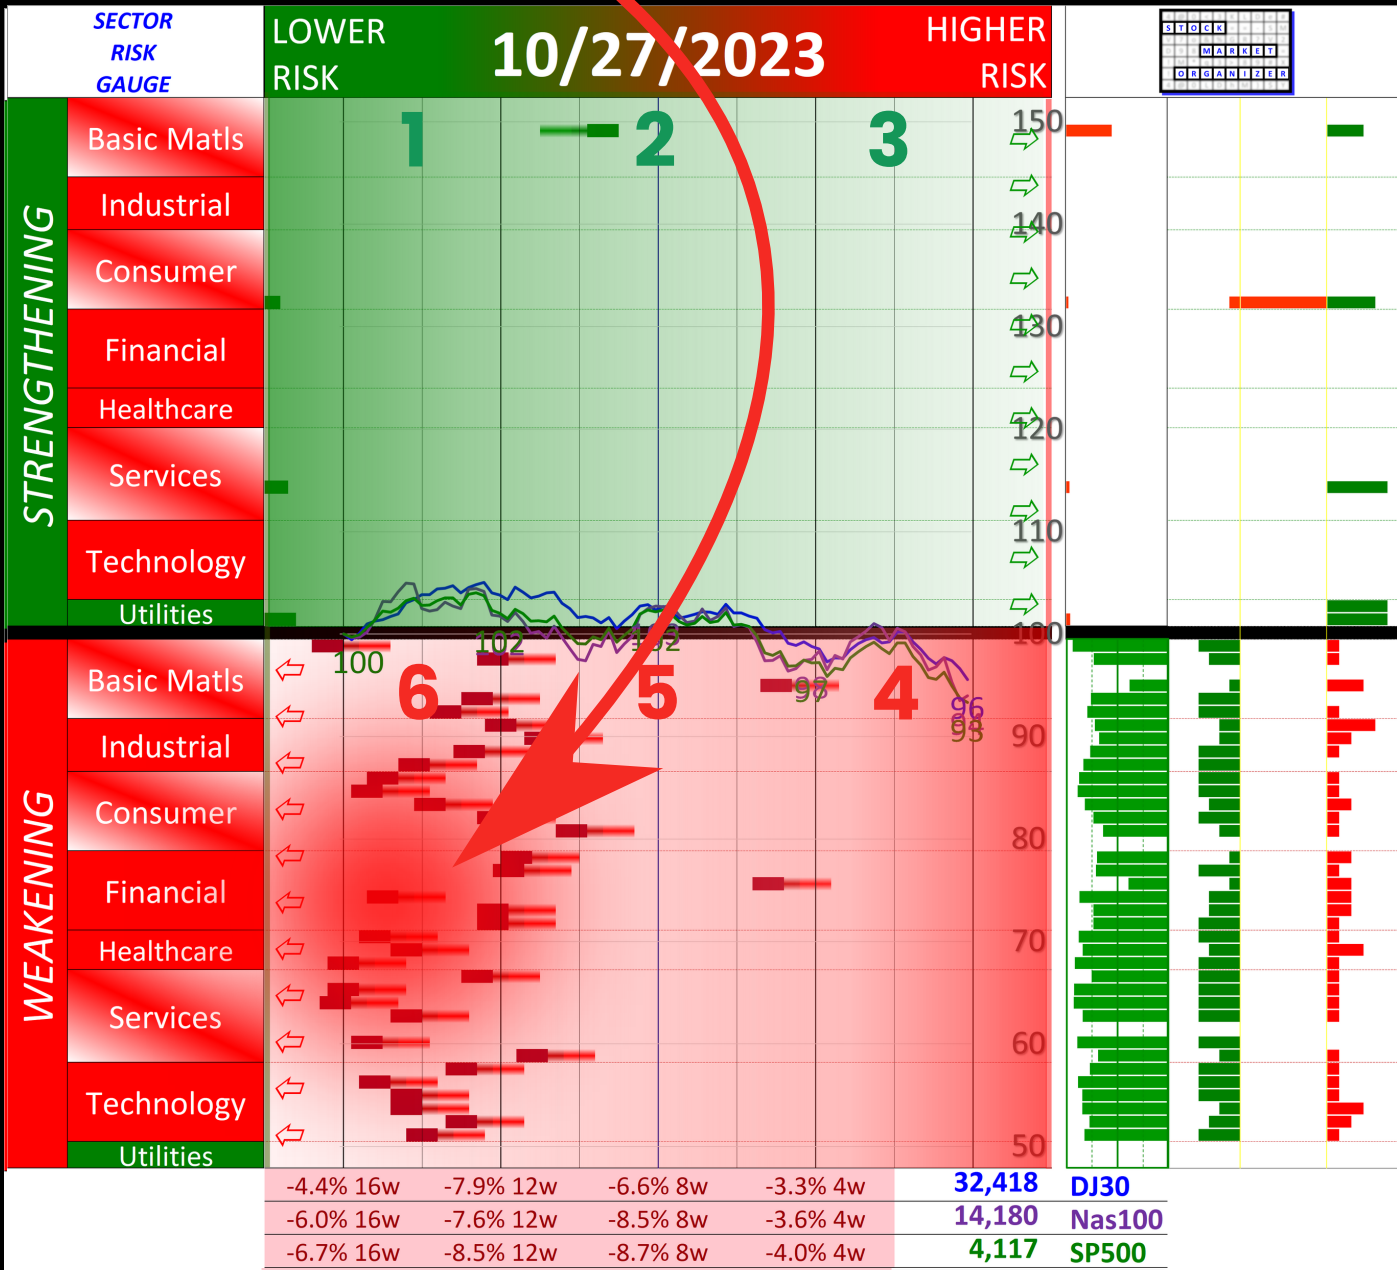 SECTOR
RISK
GAUGE
LOWER
RISK
10/27/2023
HIGHER
RISK
STOCK
MARKET
ORGANIZER
STRENGTHENING
Basic Matls
Industrial
Consumer
Financial
Healthcare
Services
Technology
Utilities
1
2
3
150
140
130
120
110
100
100
102
102
97
96
93
WEAKENING
Basic Matls
Industrial
Consumer
Financial
Healthcare
Services
Technology
Utilities
6
5
4
90
80
70
60
50
-4.4% 16w -7.9% 12w -6.6% 8w -3.3% 4w 32,418 DJ30
-6.0% 16w -7.6% 12w -8.5% 8w -3.6% 4w 14,180 Nas100
-6.7% 16w -8.5% 12w -8.7% 8w -4.0% 4w 4,117 SP500